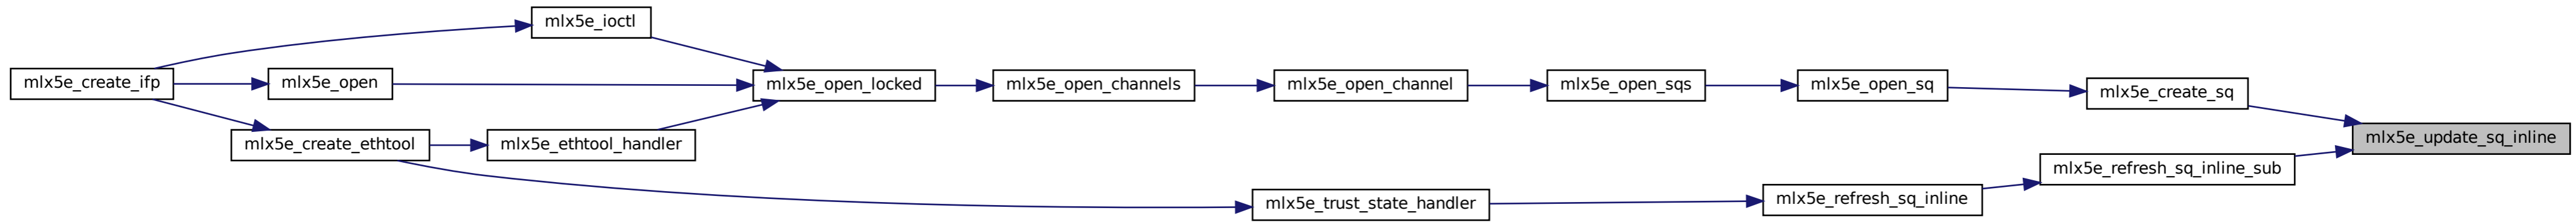 mlx5e_ioctl
mlx5e_create_ifp
mlx5e_open
mlx5e_open_locked
mlx5e_open_channels
mlx5e_open_channel
mlx5e_open_sqs
mlx5e_open_sq
mlx5e_create_sq
mlx5e_update_sq_inline
mlx5e_create_ethtool
mlx5e_ethtool_handler
mlx5e_refresh_sq_inline_sub
mlx5e_trust_state_handler
mlx5e_refresh_sq_inline